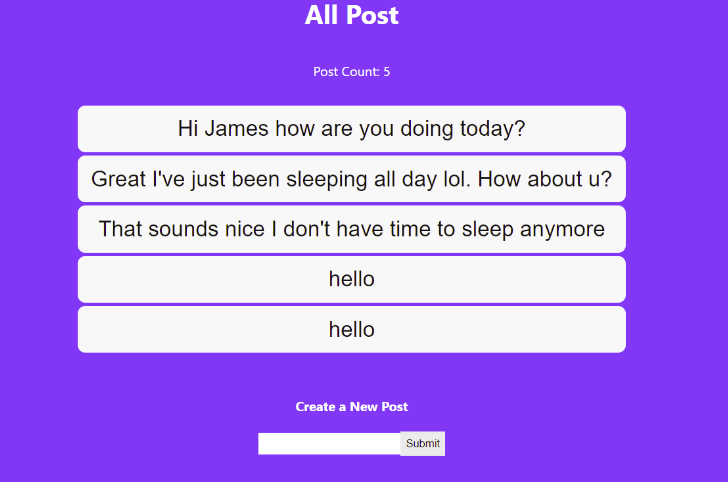 All Post
Post Count: 5
Hi James how are you doing today?
Great I've just been sleeping all day lol. How about u?
That sounds nice I don't have time to sleep anymore
hello
hello
Create a New Post
Submit